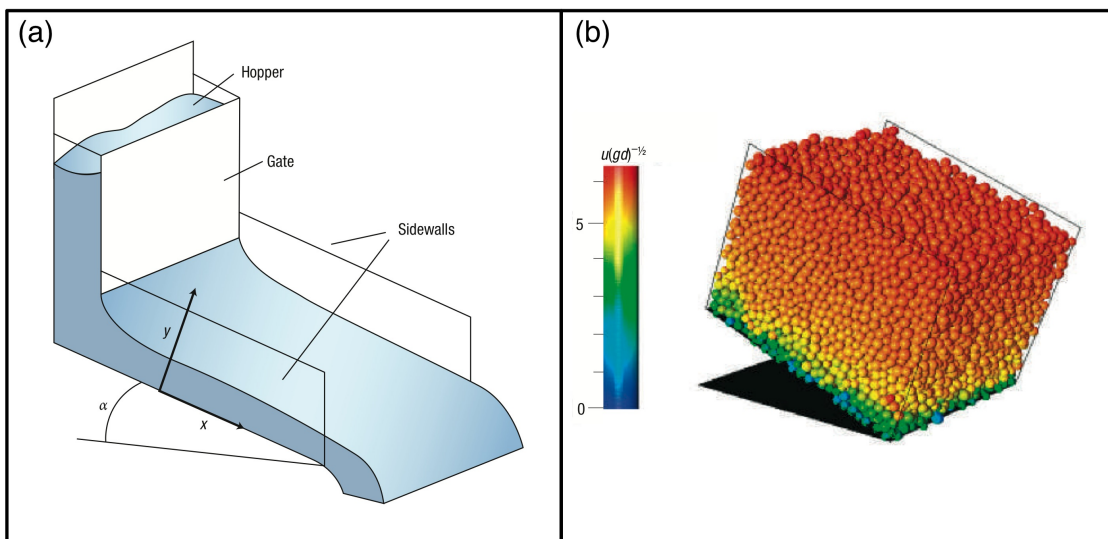 (a)
Hopper
Gate
Sidewalls
y
x
α
(b)
u(gd)⁻½
5
0